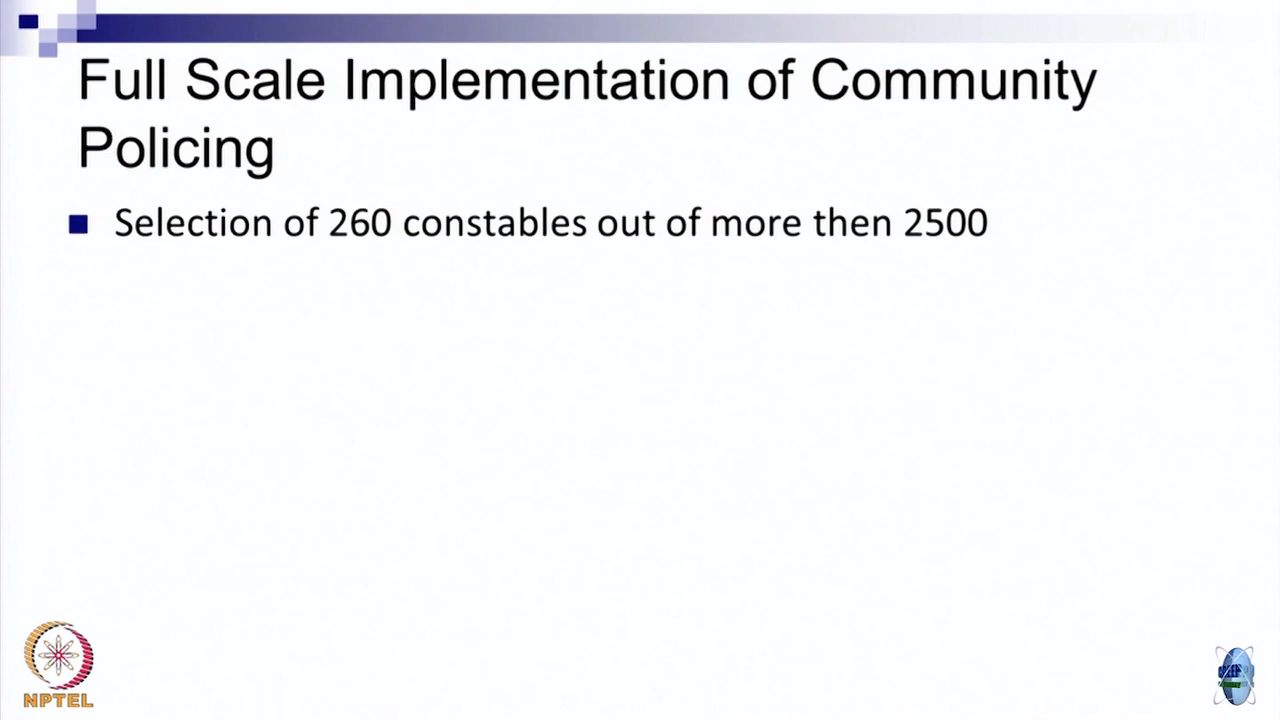 Full Scale Implementation of Community
Policing
Selection of 260 constables out of more then 2500
NPTEL